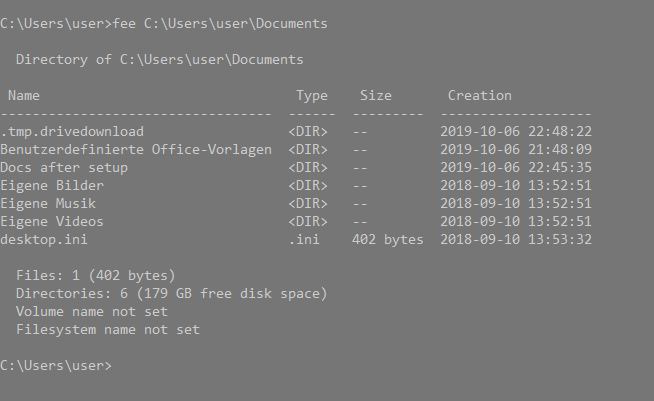 C:\Users\user>fee C:\Users\user\Documents
Directory of C:\Users\user\Documents
Name Type Size Creation
---------------------------------- ------ --------- -------------------
.tmp.drivedownload <DIR> -- 2019-10-06 22:48:22
Benutzerdefinierte Office-Vorlagen <DIR> -- 2019-10-06 21:48:09
Docs after setup <DIR> -- 2019-10-06 22:45:35
Eigene Bilder <DIR> -- 2018-09-10 13:52:51
Eigene Musik <DIR> -- 2018-09-10 13:52:51
Eigene Videos <DIR> -- 2018-09-10 13:52:51
desktop.ini .ini 402 bytes 2018-09-10 13:53:32
Files: 1 (402 bytes)
Directories: 6 (179 GB free disk space)
Volume name not set
Filesystem name not set
C:\Users\user>